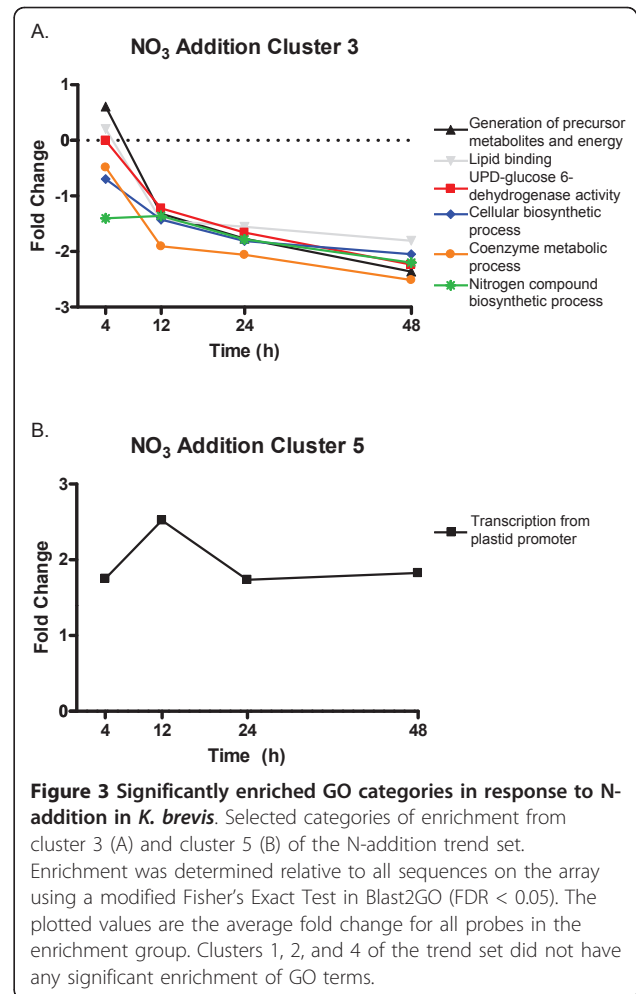 A.
NO3 Addition Cluster 3
Fold Change
1
0
-1
-2
-3
4 12 24 48
Time (h)
Generation of precursor
metabolites and energy
Lipid binding
UPD-glucose 6-
dehydrogenase activity
Cellular biosynthetic
process
Coenzyme metabolic
process
Nitrogen compound
biosynthetic process
B.
NO3 Addition Cluster 5
Fold Change
3
2
1
0
4 12 24 48
Time (h)
Transcription from
plastid promoter
Figure 3 Significantly enriched GO categories in response to N-
addition in K. brevis. Selected categories of enrichment from
cluster 3 (A) and cluster 5 (B) of the N-addition trend set.
Enrichment was determined relative to all sequences on the array
using a modified Fisher's Exact Test in Blast2GO (FDR < 0.05). The
plotted values are the average fold change for all probes in the
enrichment group. Clusters 1, 2, and 4 of the trend set did not have
any significant enrichment of GO terms.